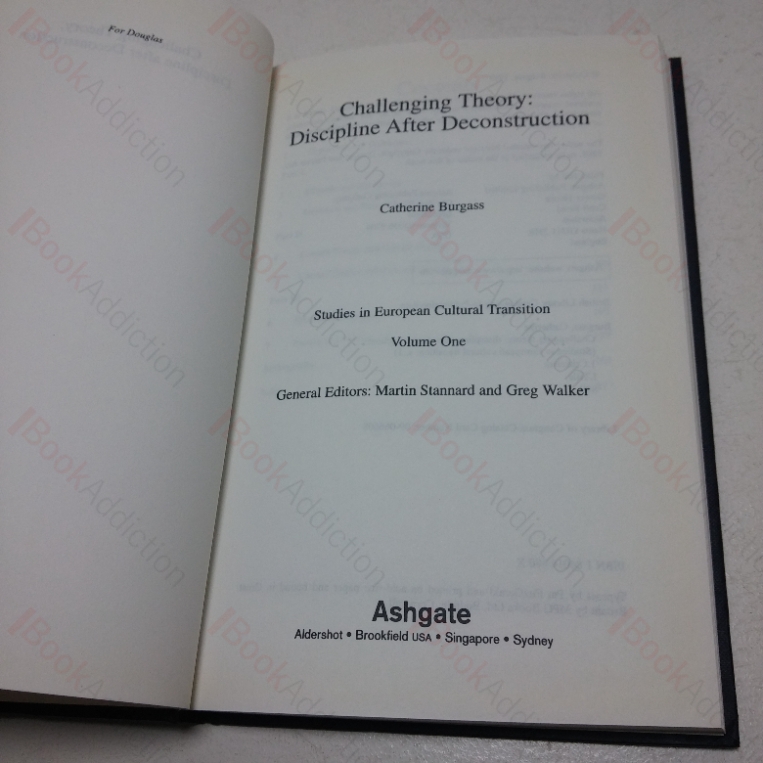 For Douglas
Challenging Theory:
Discipline After Deconstruction
Catherine Burgass
Studies in European Cultural Transition
Volume One
General Editors: Martin Stannard and Greg Walker
Ashgate
Aldershot • Brookfield USA • Singapore • Sydney
BookAddiction